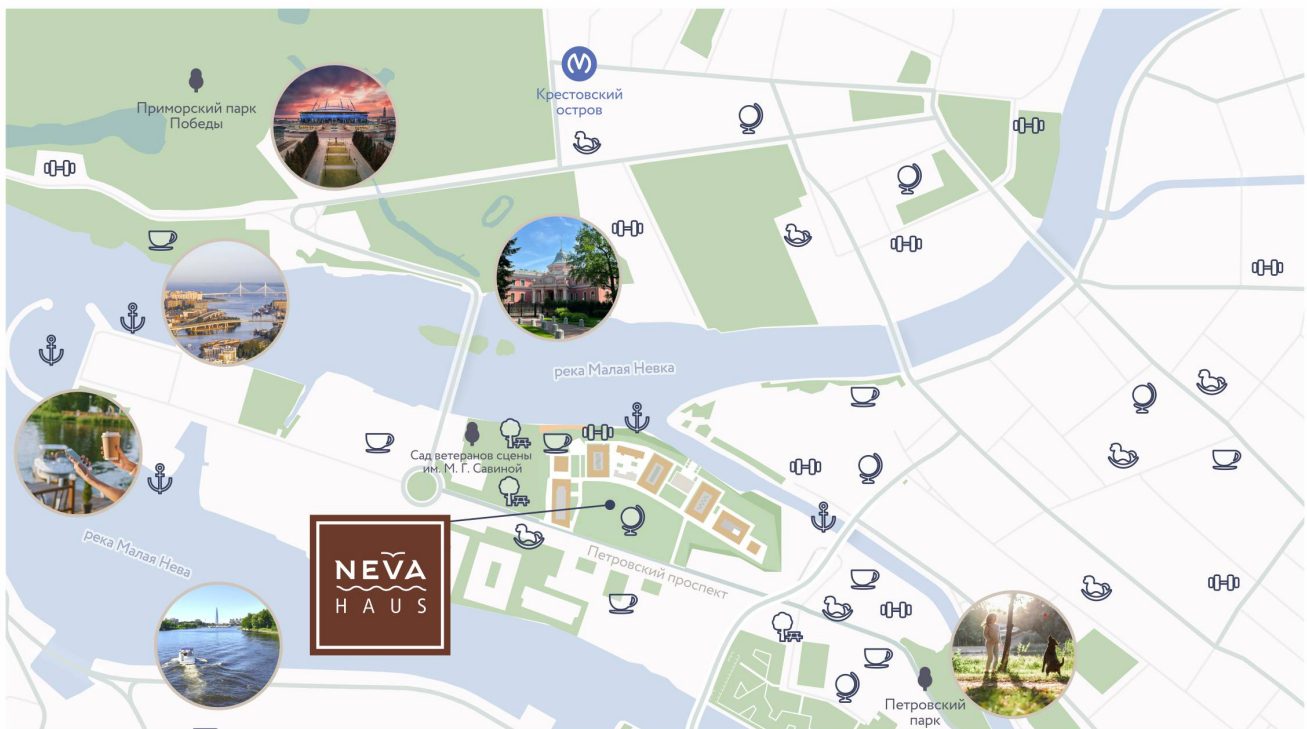 Приморский парк
Победы
Крестовский
остров
река Малая Невка
Сад ветеранов сцены
им. М. Г. Савиной
река Малая Нева
NEVA
HAUS
Петровский проспект
Петровский
парк